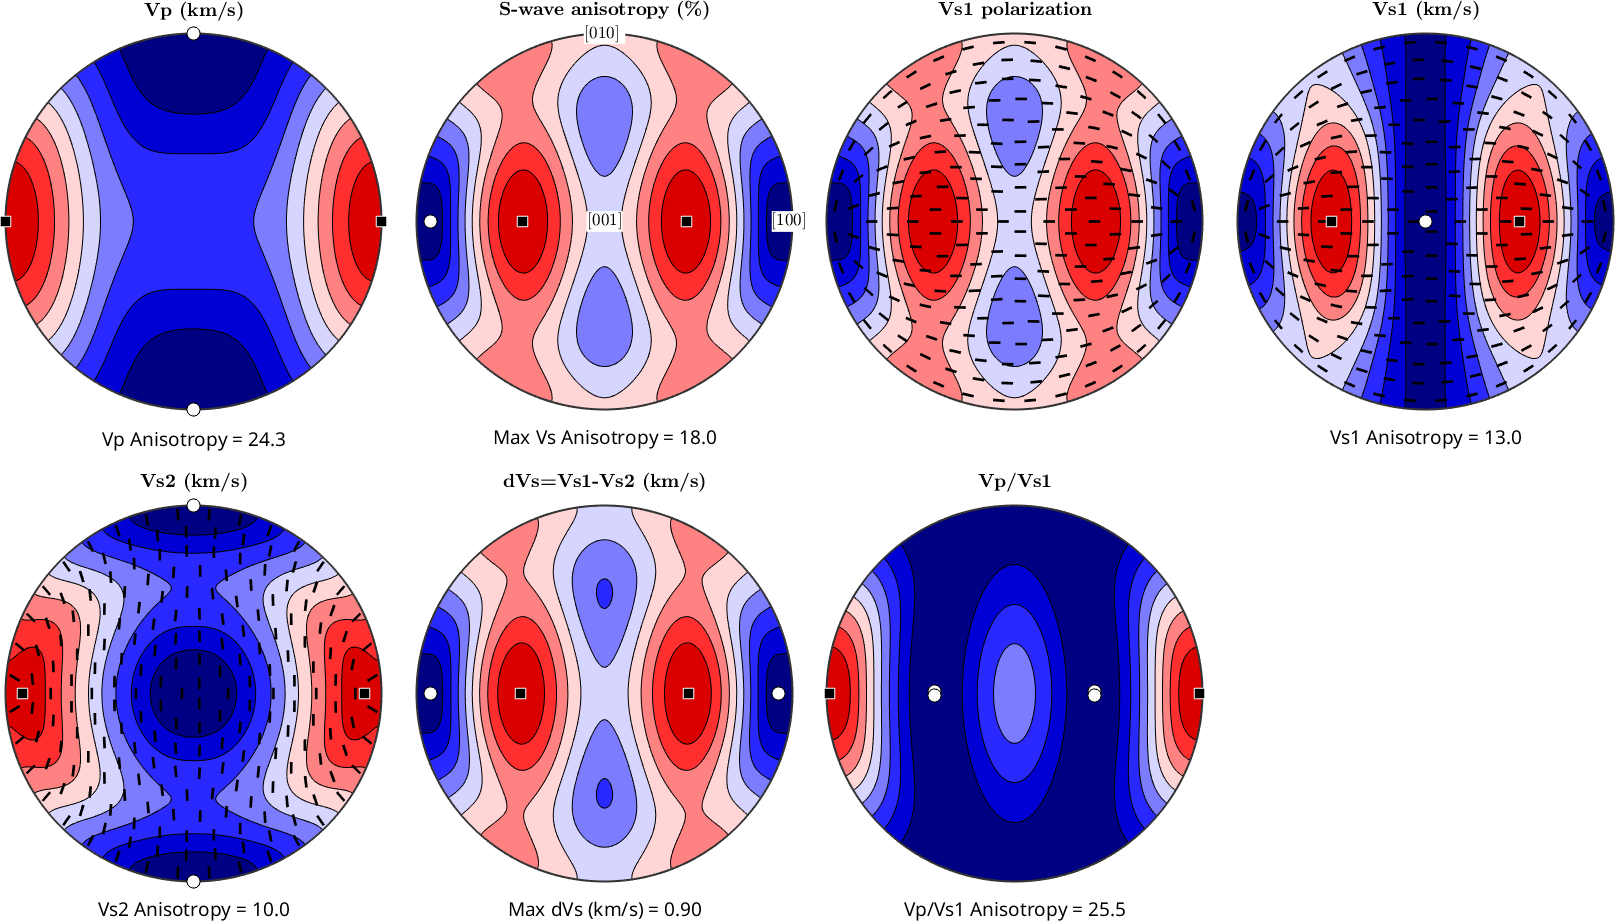 Vp (km/s)
S-wave anisotropy (%)
Vs1 polarization
Vs1 (km/s)
[010]
[001]
[100]
Vp Anisotropy = 24.3
Max Vs Anisotropy = 18.0
Vs1 Anisotropy = 13.0
Vs2 (km/s)
dVs=Vs1-Vs2 (km/s)
Vp/Vs1
Vs2 Anisotropy = 10.0
Max dVs (km/s) = 0.90
Vp/Vs1 Anisotropy = 25.5